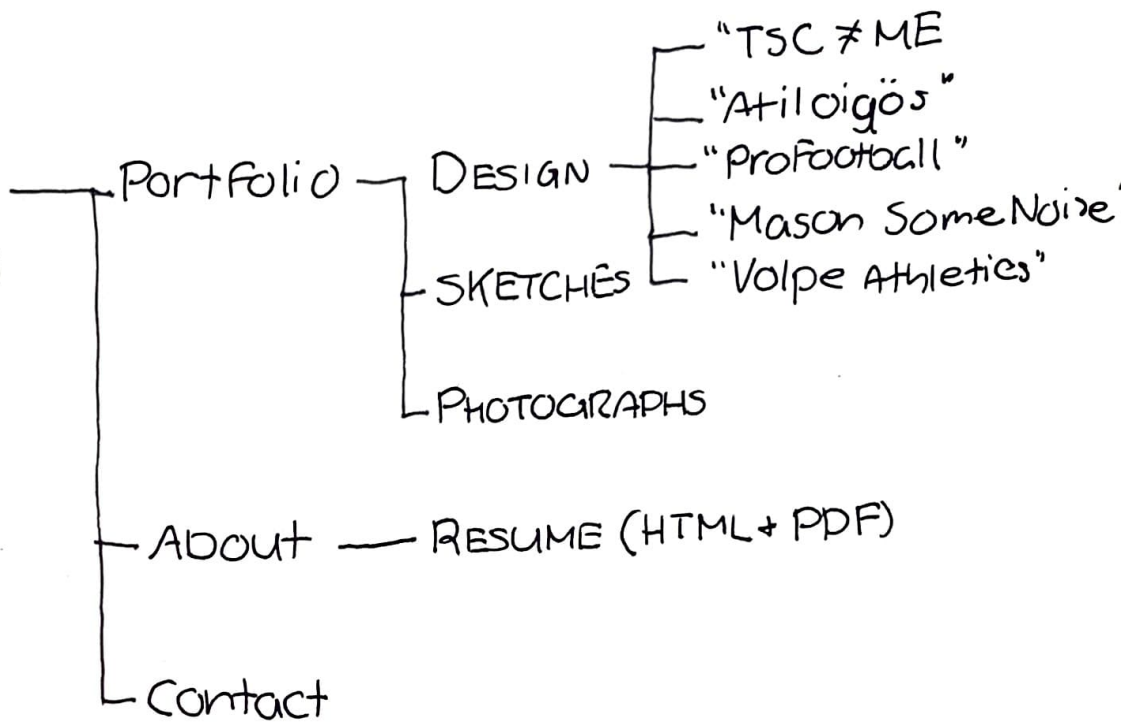 "TSC ≠ ME
"Atiloigös"
Portfolio
DESIGN
"ProFootball"
"Mason Some Noise"
SKETCHES
"Volpe Athletics"
PHOTOGRAPHS
About
RESUME (HTML + PDF)
Contact